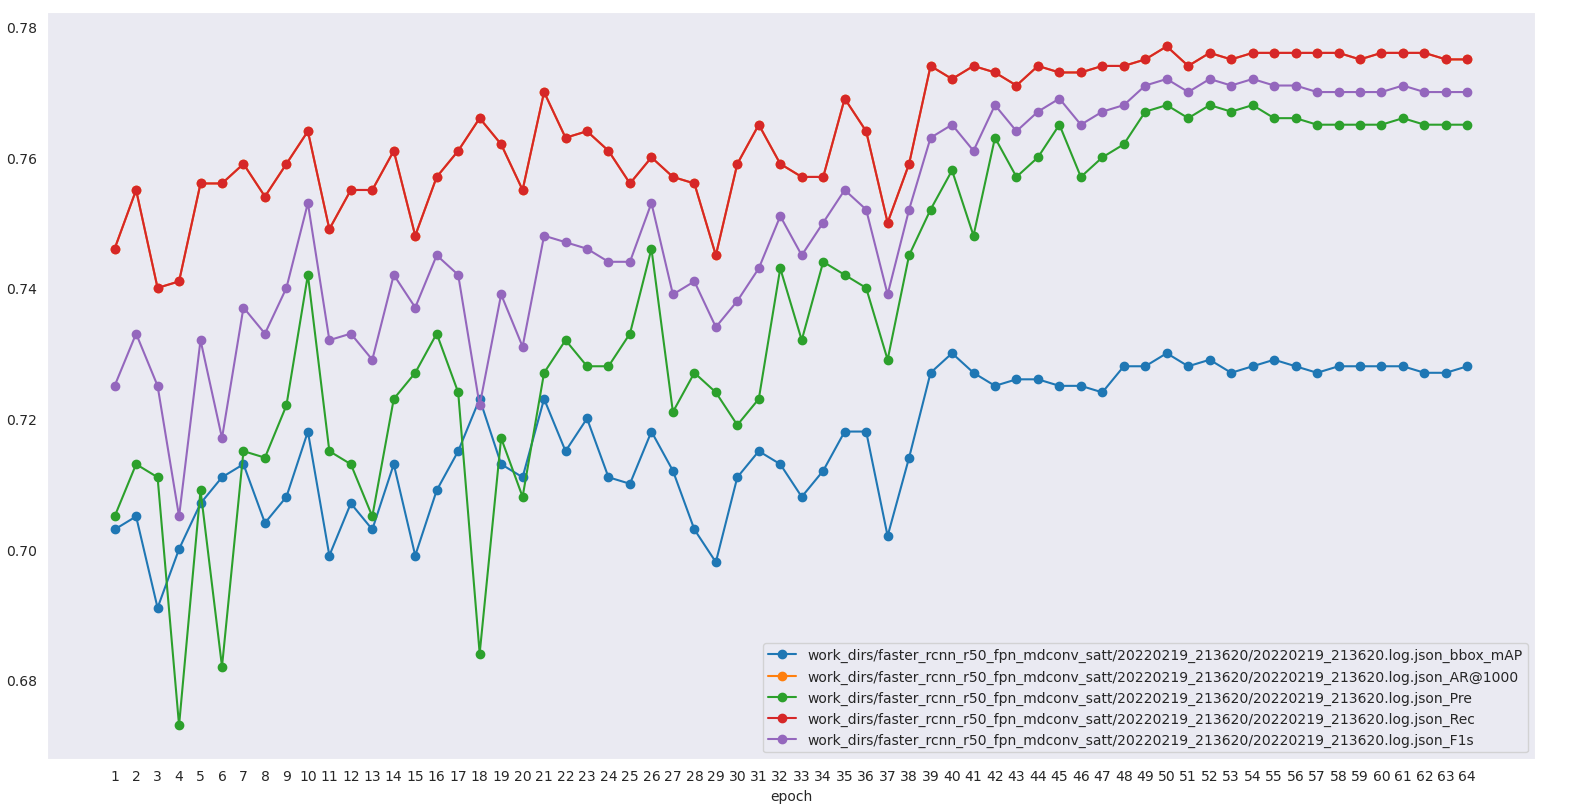 0.78
0.76
0.74
0.72
0.70
0.68
work_dirs/faster_rcnn_r50_fpn_mdconv_satt/20220219_213620/20220219_213620.log.json_bbox_mAP
work_dirs/faster_rcnn_r50_fpn_mdconv_satt/20220219_213620/20220219_213620.log.json_AR@1000
work_dirs/faster_rcnn_r50_fpn_mdconv_satt/20220219_213620/20220219_213620.log.json_Pre
work_dirs/faster_rcnn_r50_fpn_mdconv_satt/20220219_213620/20220219_213620.log.json_Rec
work_dirs/faster_rcnn_r50_fpn_mdconv_satt/20220219_213620/20220219_213620.log.json_F1s
1 2 3 4 5 6 7 8 9 10 11 12 13 14 15 16 17 18 19 20 21 22 23 24 25 26 27 28 29 30 31 32 33 34 35 36 37 38 39 40 41 42 43 44 45 46 47 48 49 50 51 52 53 54 55 56 57 58 59 60 61 62 63 64
epoch